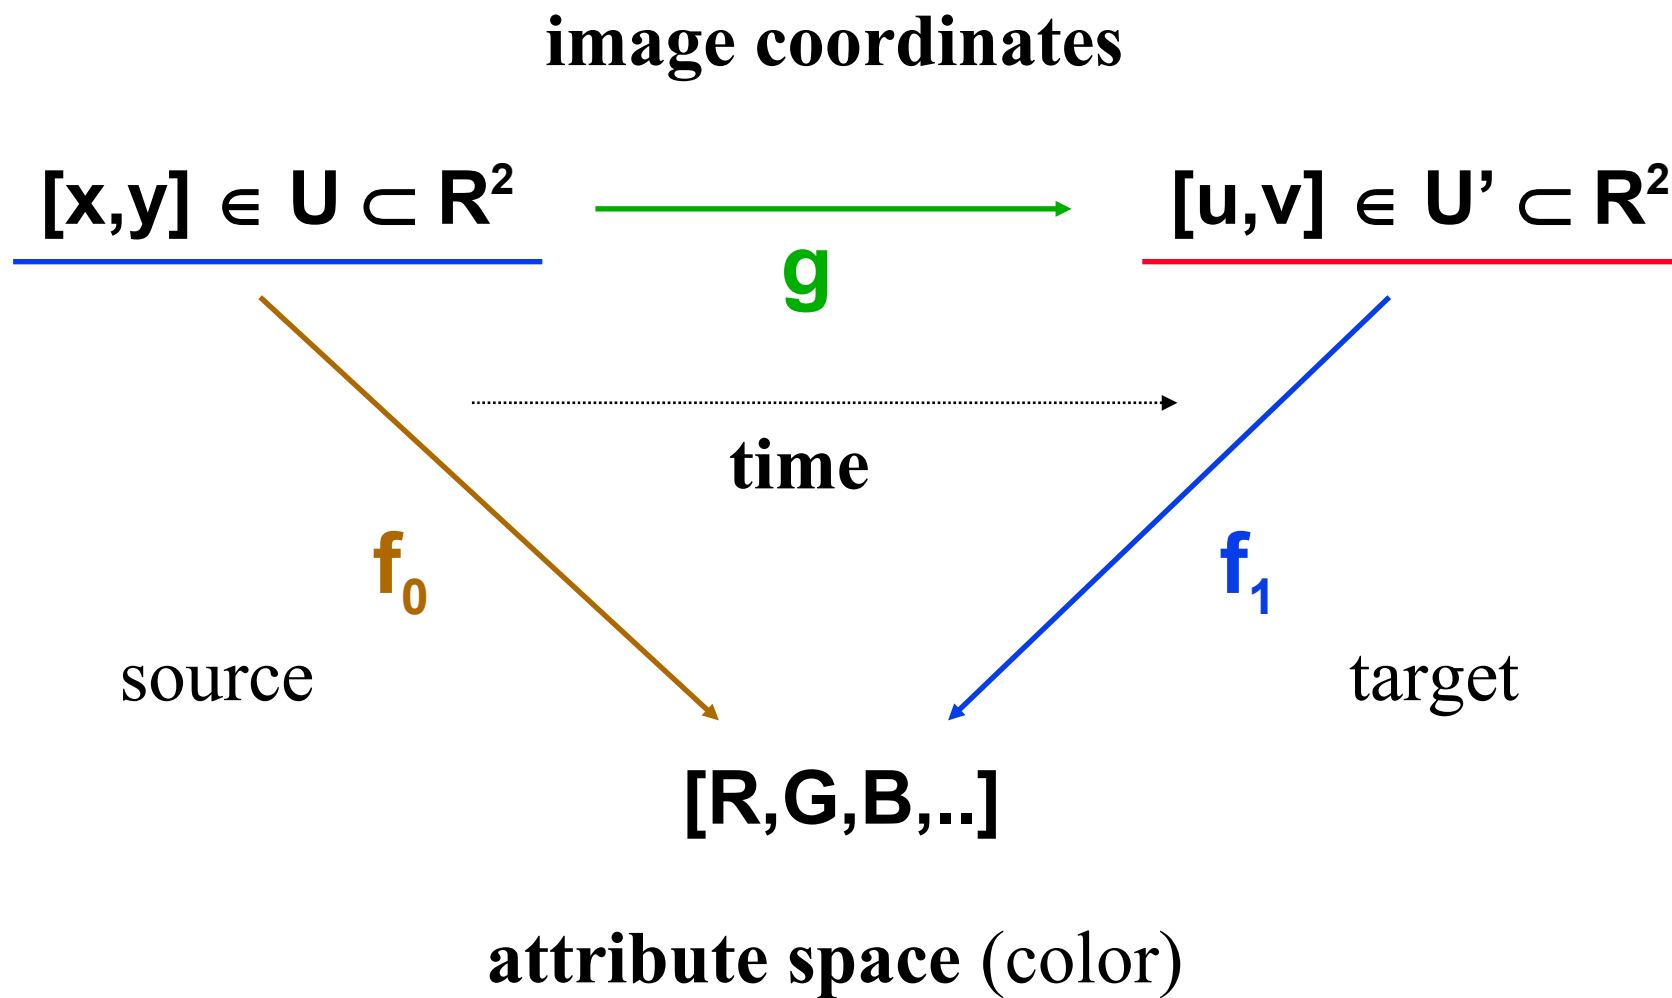 image coordinates
[x,y] ∈ U ⊂ R² [u,v] ∈ U’ ⊂ R²
g
time
f₀ f₁
source target
[R,G,B,..]
attribute space (color)